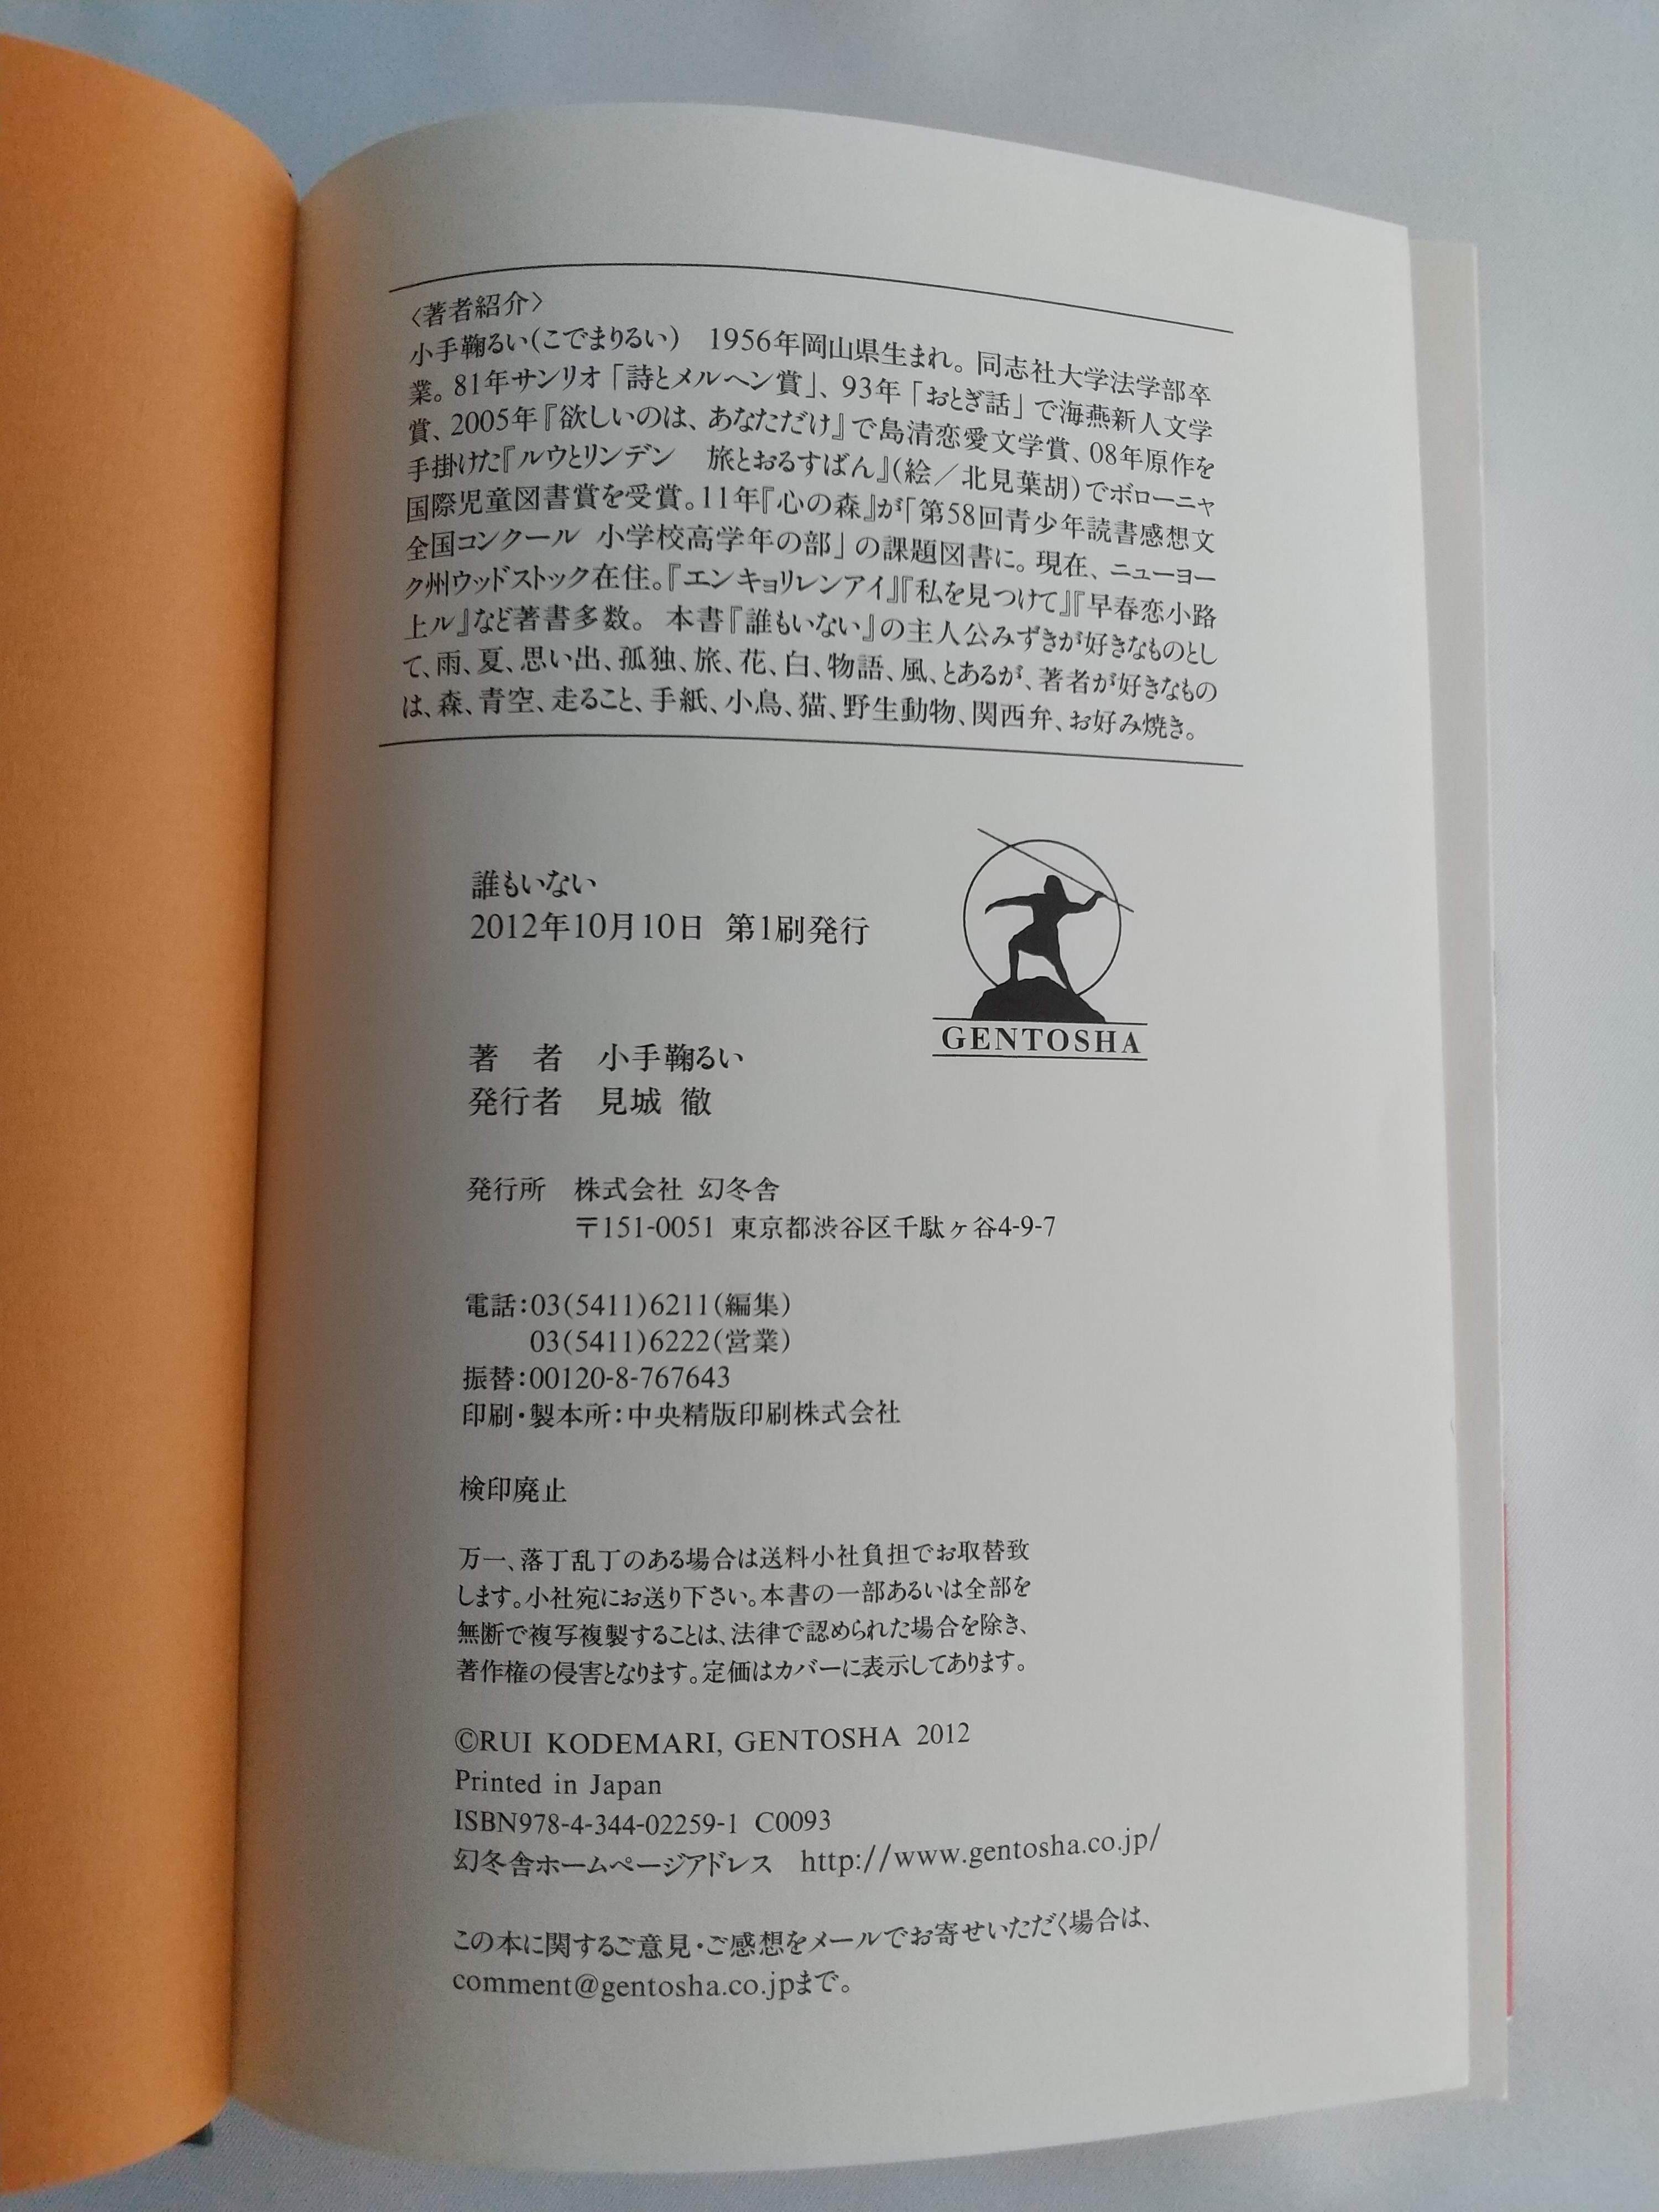 〈著者紹介〉
小手鞠るい(こでまりるい)　1956年岡山県生まれ。同志社大学法学部卒
業。81年サンリオ「詩とメルヘン賞」、93年「おとぎ話」で海燕新人文学
賞、2005年『欲しいのは、あなただけ』で島清恋愛文学賞、08年原作を
手掛けた『ルウとリンデン　旅とおるすばん』(絵／北見葉胡)でボローニャ
国際児童図書賞を受賞。11年『心の森』が「第58回青少年読書感想文
全国コンクール 小学校高学年の部」の課題図書に。現在、ニューヨー
ク州ウッドストック在住。『エンキョリレンアイ』『私を見つけて』『早春恋小路
上ル』など著書多数。 本書『誰もいない』の主人公みずきが好きなものとし
て、雨、夏、思い出、孤独、旅、花、白、物語、風、とあるが、著者が好きなもの
は、森、青空、走ること、手紙、小鳥、猫、野生動物、関西弁、お好み焼き。
誰もいない
2012年10月10日 第1刷発行
GENTOSHA
著　者　小手鞠るい
発行者　見城 徹
発行所　株式会社 幻冬舎
〒151-0051 東京都渋谷区千駄ヶ谷4-9-7
電話：03(5411)6211(編集)
03(5411)6222(営業)
振替：00120-8-767643
印刷・製本所：中央精版印刷株式会社
検印廃止
万一、落丁乱丁のある場合は送料小社負担でお取替致
します。小社宛にお送り下さい。本書の一部あるいは全部を
無断で複写複製することは、法律で認められた場合を除き、
著作権の侵害となります。定価はカバーに表示してあります。
©RUI KODEMARI, GENTOSHA 2012
Printed in Japan
ISBN978-4-344-02259-1 C0093
幻冬舎ホームページアドレス　http://www.gentosha.co.jp/
この本に関するご意見・ご感想をメールでお寄せいただく場合は、
comment@gentosha.co.jpまで。